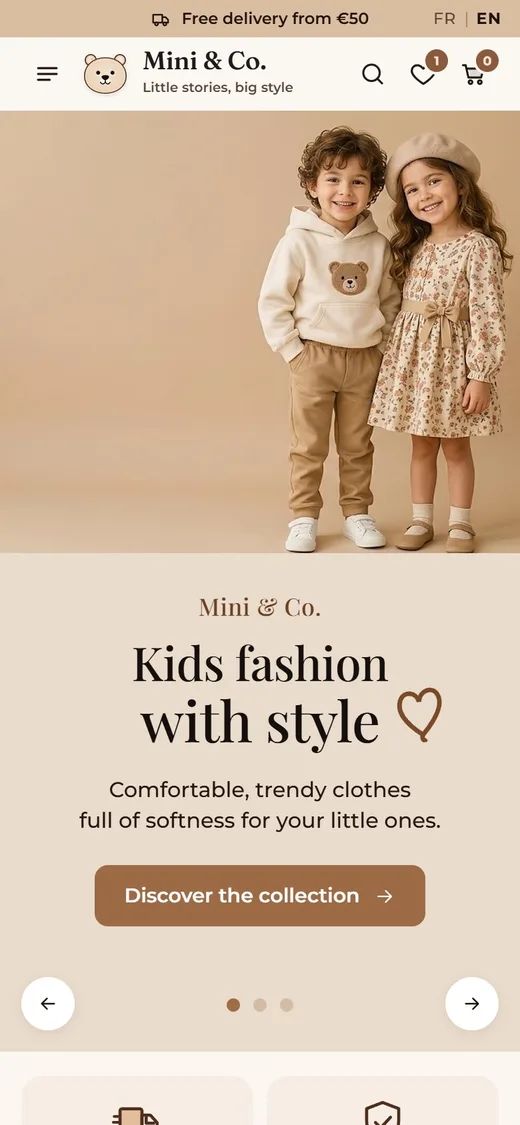 Free delivery from €50
FR | EN
Mini & Co.
Little stories, big style
1
0
Mini & Co.
Kids fashion
with style
Comfortable, trendy clothes
full of softness for your little ones.
Discover the collection →